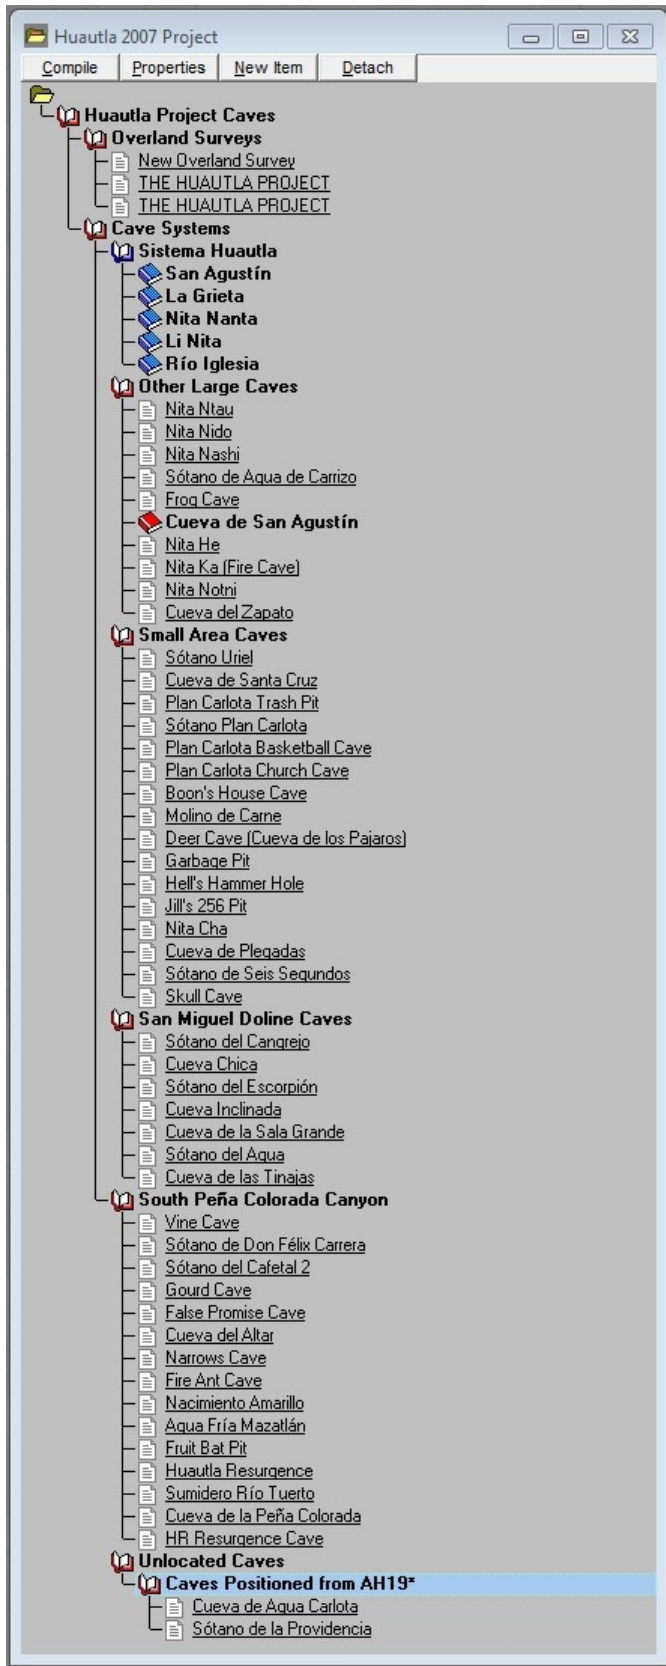 Huautla 2007 Project
Compile Properties New Item Detach
Huautla Project Caves
Overland Surveys
New Overland Survey
THE HUAUTLA PROJECT
THE HUAUTLA PROJECT
Cave Systems
Sistema Huautla
San Agustín
La Grieta
Nita Nanta
Li Nita
Río Iglesia
Other Large Caves
Nita Ntau
Nita Nido
Nita Nashi
Sótano de Agua de Carrizo
Frog Cave
Cueva de San Agustín
Nita He
Nita Ka (Fire Cave)
Nita Notni
Cueva del Zapato
Small Area Caves
Sótano Uriel
Cueva de Santa Cruz
Plan Carlota Trash Pit
Sótano Plan Carlota
Plan Carlota Basketball Cave
Plan Carlota Church Cave
Boon's House Cave
Molino de Carne
Deer Cave (Cueva de los Pajaros)
Garbage Pit
Hell's Hammer Hole
Jill's 256 Pit
Nita Cha
Cueva de Plegadas
Sótano de Seis Segundos
Skull Cave
San Miguel Doline Caves
Sótano del Cangrejo
Cueva Chica
Sótano del Escorpión
Cueva Inclinada
Cueva de la Sala Grande
Sótano del Agua
Cueva de las Tinajas
South Peña Colorada Canyon
Vine Cave
Sótano de Don Félix Carrera
Sótano del Cafetal 2
Gourd Cave
False Promise Cave
Cueva del Altar
Narrows Cave
Fire Ant Cave
Nacimiento Amarillo
Agua Fría Mazatlán
Fruit Bat Pit
Huautla Resurgence
Sumidero Río Tuerto
Cueva de la Peña Colorada
HR Resurgence Cave
Unlocated Caves
Caves Positioned from AH19*
Cueva de Agua Carlota
Sótano de la Providencia